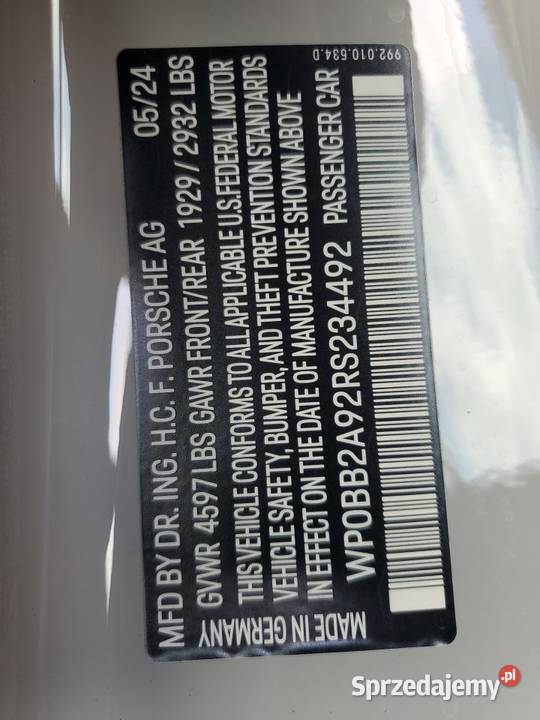 MFD BY DR. ING. H.C. F. PORSCHE AG 05/24
GVWR 4597 LBS GAWR FRONT/REAR 1929 / 2932 LBS
THIS VEHICLE CONFORMS TO ALL APPLICABLE U.S. FEDERAL MOTOR
VEHICLE SAFETY, BUMPER, AND THEFT PREVENTION STANDARDS
IN EFFECT ON THE DATE OF MANUFACTURE SHOWN ABOVE
WP0BB2A92RS234492 PASSENGER CAR
MADE IN GERMANY
992.010.534.D
Sprzedajemy.pl